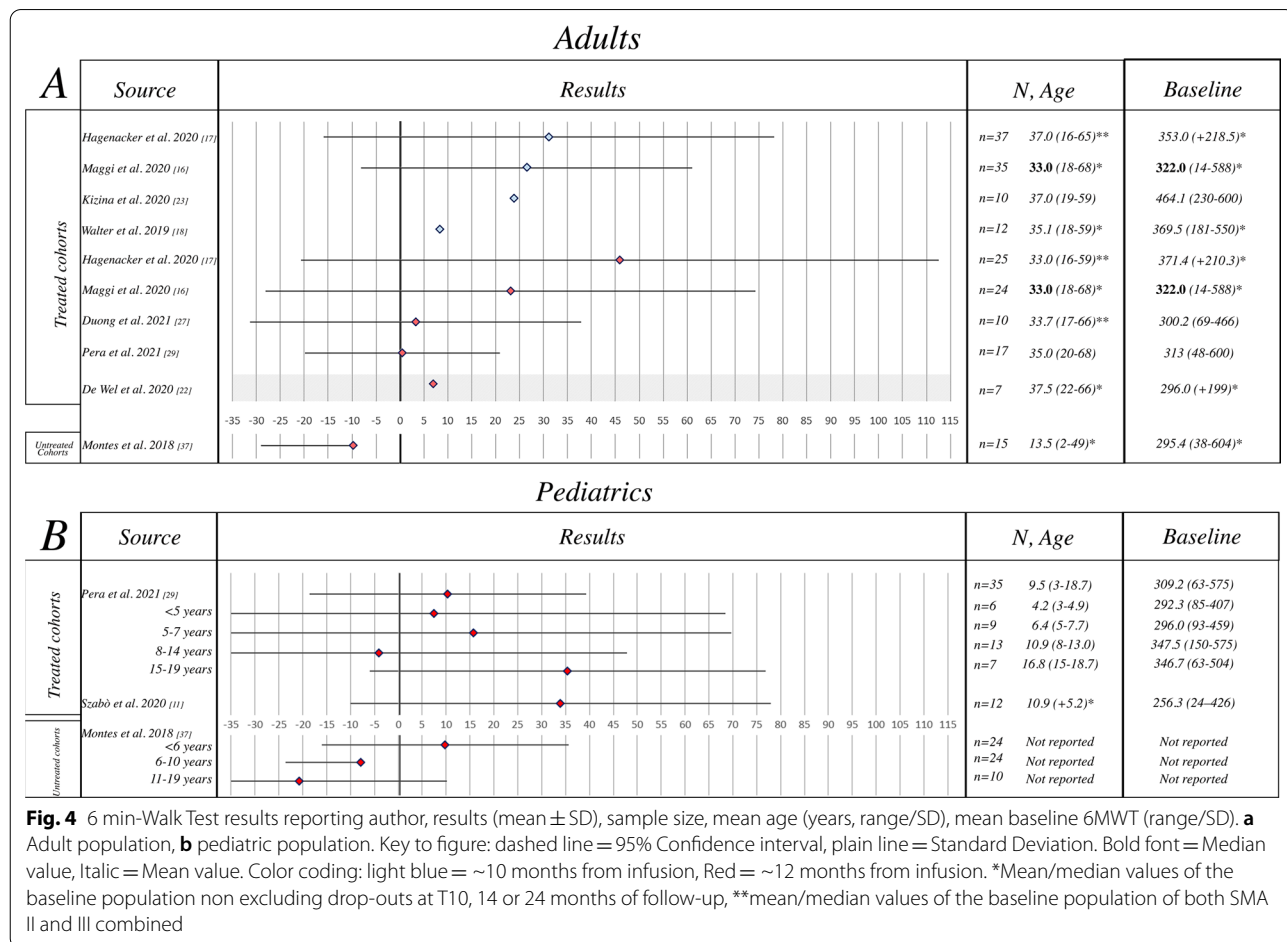 Adults
A Source Results N, Age Baseline
Treated cohorts
Hagenacker et al. 2020 [17] n=37 37.0 (16-65)** 353.0 (+218.5)*
Maggi et al. 2020 [16] n=35 33.0 (18-68)* 322.0 (14-588)*
Kizina et al. 2020 [23] n=10 37.0 (19-59) 464.1 (230-600)
Walter et al. 2019 [18] n=12 35.1 (18-59)* 369.5 (181-550)*
Hagenacker et al. 2020 [17] n=25 33.0 (16-59)** 371.4 (+210.3)*
Maggi et al. 2020 [16] n=24 33.0 (18-68)* 322.0 (14-588)*
Duong et al. 2021 [27] n=10 33.7 (17-66)** 300.2 (69-466)
Pera et al. 2021 [29] n=17 35.0 (20-68) 313 (48-600)
De Wel et al. 2020 [22] n=7 37.5 (22-66)* 296.0 (+199)*
-35 -30 -25 -20 -15 -10 -5 0 5 10 15 20 25 30 35 40 45 50 55 60 65 70 75 80 85 90 95 100 105 110 115
Untreated
Cohorts
Montes et al. 2018 [37] n=15 13.5 (2-49)* 295.4 (38-604)*
Pediatrics
B Source Results N, Age Baseline
Treated cohorts
Pera et al. 2021 [29] n=35 9.5 (3-18.7) 309.2 (63-575)
<5 years n=6 4.2 (3-4.9) 292.3 (85-407)
5-7 years n=9 6.4 (5-7.7) 296.0 (93-459)
8-14 years n=13 10.9 (8-13.0) 347.5 (150-575)
15-19 years n=7 16.8 (15-18.7) 346.7 (63-504)
Szabò et al. 2020 [11] n=12 10.9 (+5.2)* 256.3 (24–426)
-35 -30 -25 -20 -15 -10 -5 0 5 10 15 20 25 30 35 40 45 50 55 60 65 70 75 80 85 90 95 100 105 110 115
Untreated cohorts
Montes et al. 2018 [37]
<6 years n=24 Not reported Not reported
6-10 years n=24 Not reported Not reported
11-19 years n=10 Not reported Not reported
Fig. 4 6 min-Walk Test results reporting author, results (mean ± SD), sample size, mean age (years, range/SD), mean baseline 6MWT (range/SD). a
Adult population, b pediatric population. Key to figure: dashed line = 95% Confidence interval, plain line = Standard Deviation. Bold font = Median
value, Italic = Mean value. Color coding: light blue = ~10 months from infusion, Red = ~12 months from infusion. *Mean/median values of the
baseline population non excluding drop-outs at T10, 14 or 24 months of follow-up, **mean/median values of the baseline population of both SMA
II and III combined